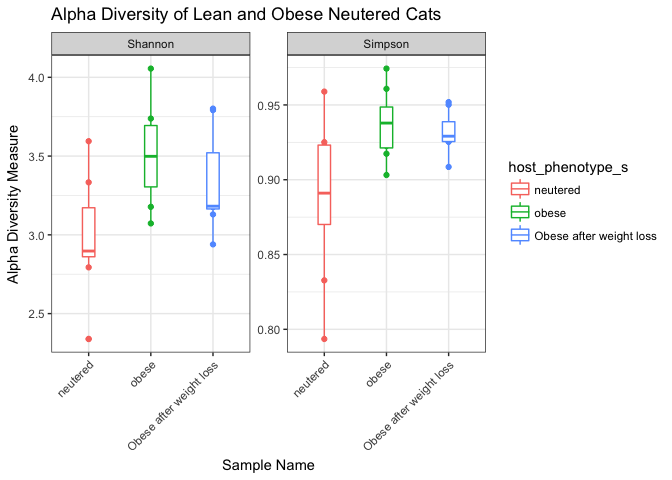 Alpha Diversity of Lean and Obese Neutered Cats
Shannon
Simpson
Alpha Diversity Measure
4.0
3.5
3.0
2.5
0.95
0.90
0.85
0.80
neutered
obese
Obese after weight loss
neutered
obese
Obese after weight loss
Sample Name
host_phenotype_s
neutered
obese
Obese after weight loss